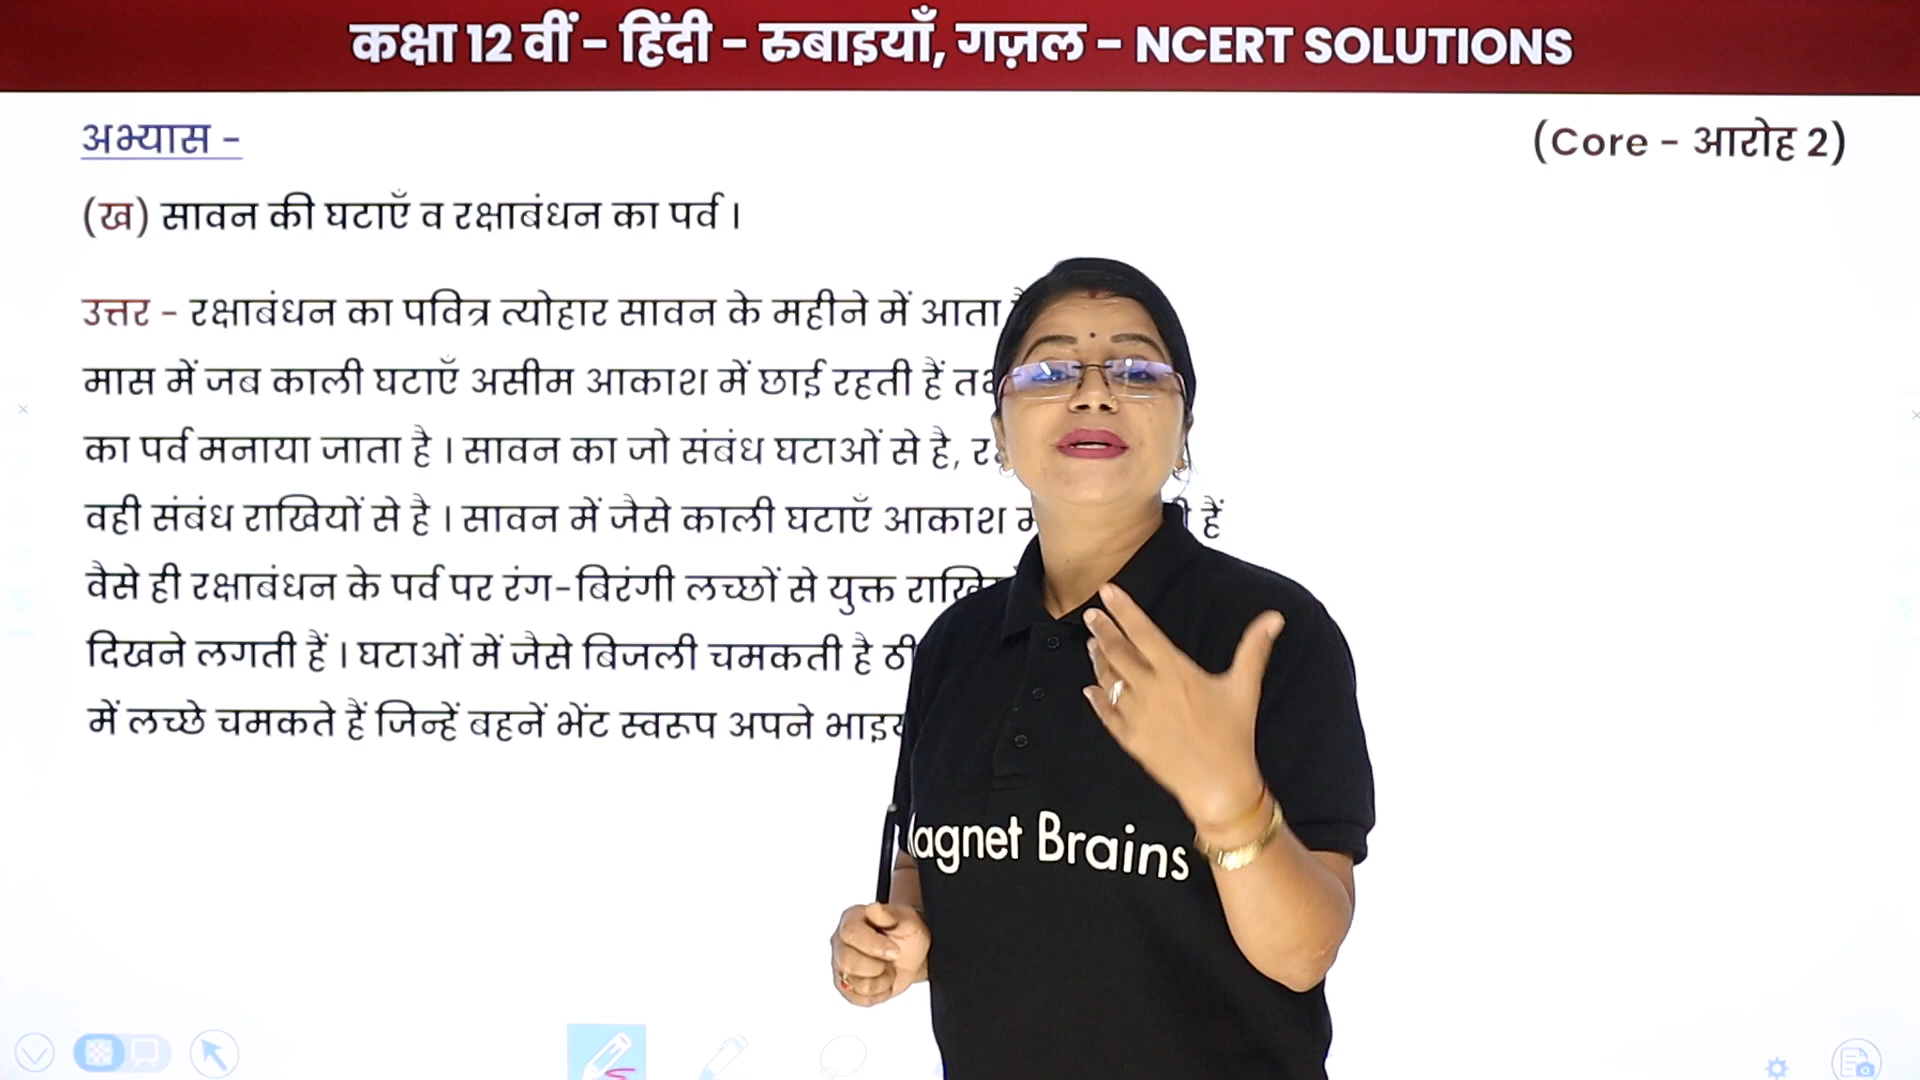 कक्षा 12 वीं - हिंदी - रुबाइयाँ, गज़ल - NCERT SOLUTIONS
अभ्यास -
(Core - आरोह 2)
(ख) सावन की घटाएँ व रक्षाबंधन का पर्व ।
उत्तर - रक्षाबंधन का पवित्र त्योहार सावन के महीने में आता
मास में जब काली घटाएँ असीम आकाश में छाई रहती हैं
का पर्व मनाया जाता है । सावन का जो संबंध घटाओं से है,
वही संबंध राखियों से है । सावन में जैसे काली घटाएँ आकाश हैं
वैसे ही रक्षाबंधन के पर्व पर रंग-बिरंगी लच्छों से युक्त
दिखने लगती हैं । घटाओं में जैसे बिजली चमकती है
में लच्छे चमकते हैं जिन्हें बहनें भेंट स्वरूप अपने
agnet Brains